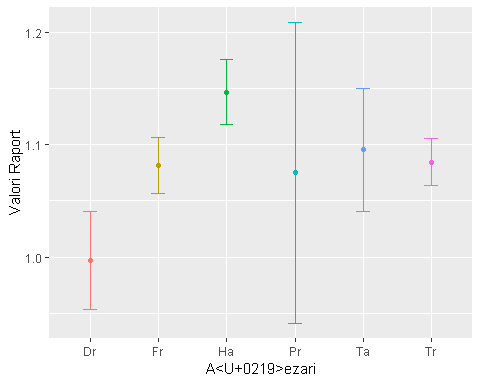 1.2
1.1
1.0
Valori Raport
Dr Fr Ha Pr Ta Tr
A<U+0219>ezari